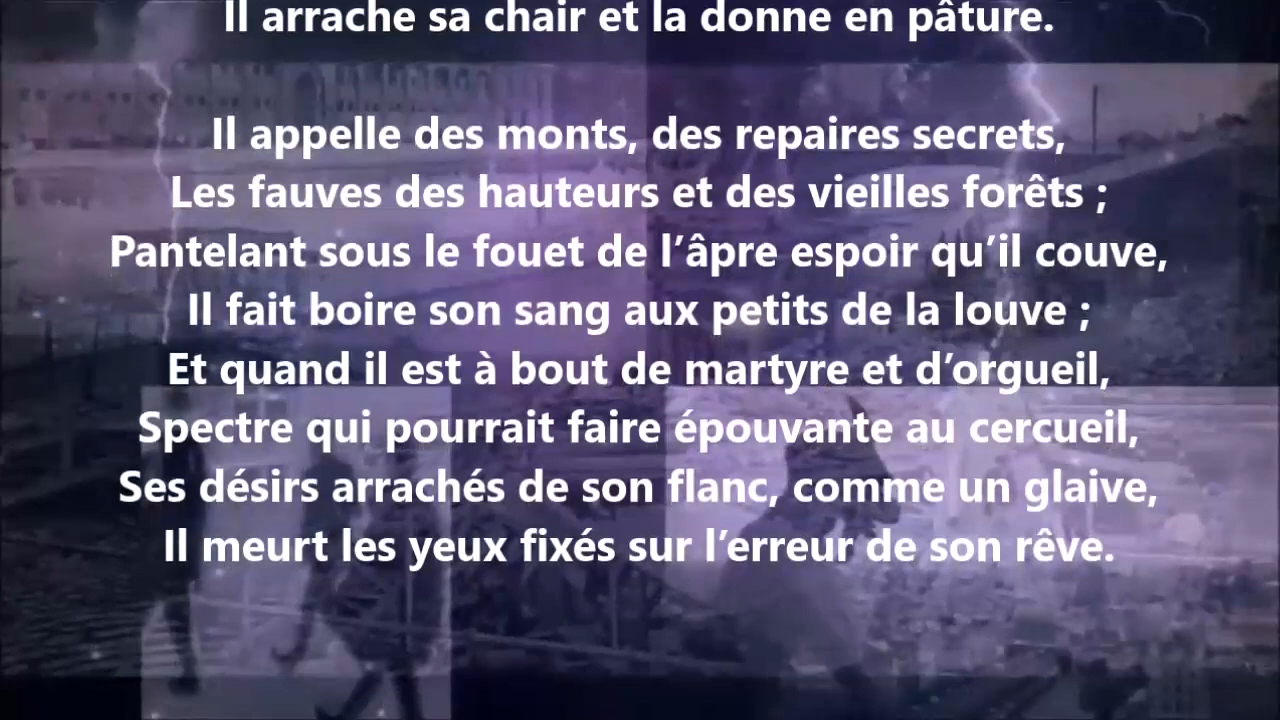 Il arrache sa chair et la donne en pâture.
Il appelle des monts, des repaires secrets,
Les fauves des hauteurs et des vieilles forêts ;
Pantelant sous le fouet de l’âpre espoir qu’il couve,
Il fait boire son sang aux petits de la louve ;
Et quand il est à bout de martyre et d’orgueil,
Spectre qui pourrait faire épouvante au cercueil,
Ses désirs arrachés de son flanc, comme un glaive,
Il meurt les yeux fixés sur l’erreur de son rêve.